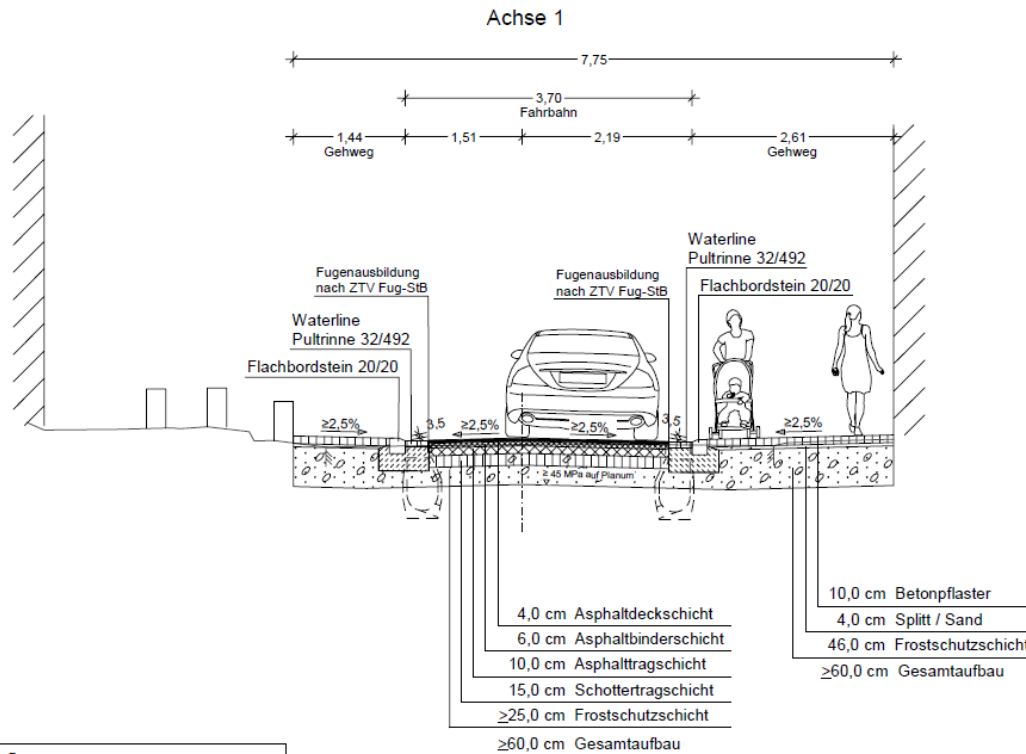 Achse 1
7,75
3,70
Fahrbahn
1,44
Gehweg
1,51
2,19
2,61
Gehweg
Waterline
Pultrinne 32/492
Flachbordstein 20/20
Fugenausbildung
nach ZTV Fug-StB
Fugenausbildung
nach ZTV Fug-StB
Waterline
Pultrinne 32/492
Flachbordstein 20/20
≥2,5%
3,5
≥2,5%
≥2,5%
3,5
≥2,5%
≥ 45 MPa auf Planum
4,0 cm Asphaltdeckschicht
6,0 cm Asphaltbinderschicht
10,0 cm Asphalttragschicht
15,0 cm Schottertragschicht
≥25,0 cm Frostschutzschicht
≥60,0 cm Gesamtaufbau
10,0 cm Betonpflaster
4,0 cm Splitt / Sand
46,0 cm Frostschutzschicht
≥60,0 cm Gesamtaufbau